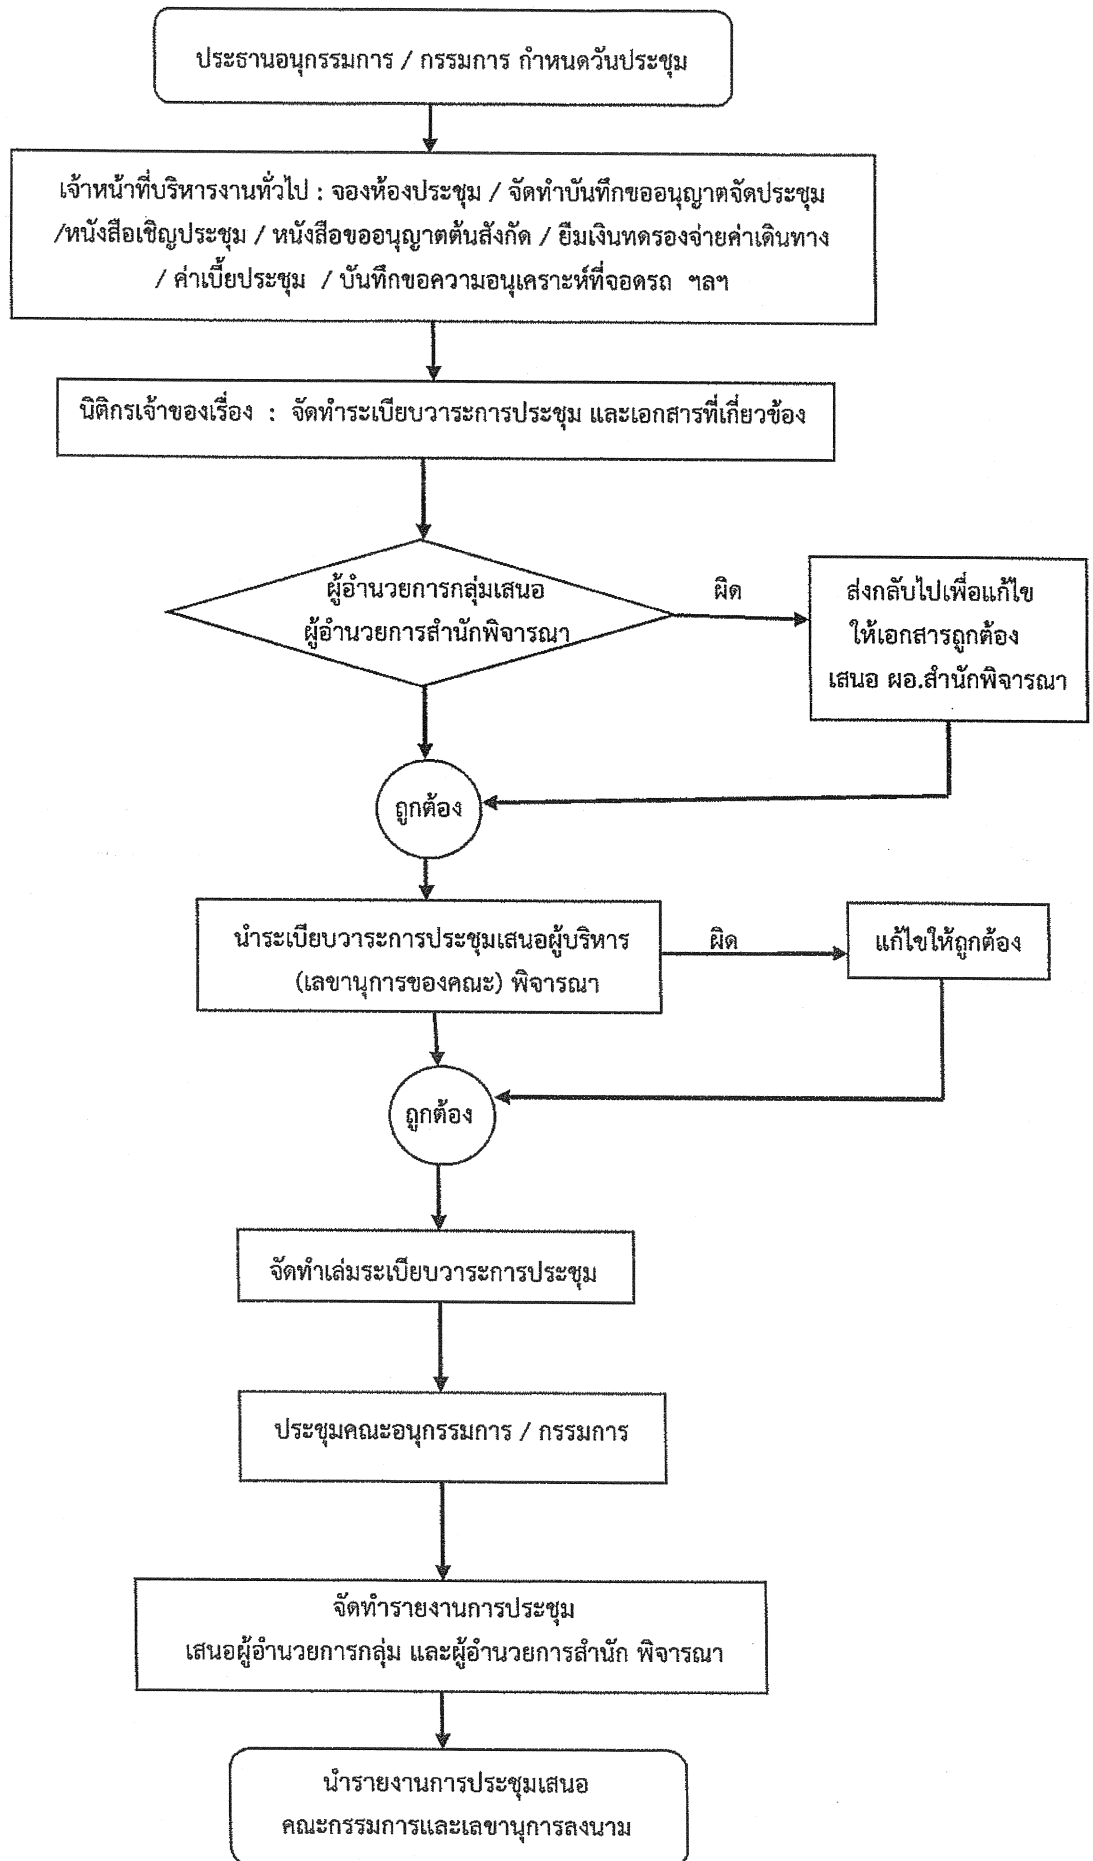 ประธานอนุกรรมการ / กรรมการ กำหนดวันประชุม
เจ้าหน้าที่บริหารงานทั่วไป : จองห้องประชุม / จัดทำบันทึกขออนุญาตจัดประชุม
/หนังสือเชิญประชุม / หนังสือขออนุญาตต้นสังกัด / ยืมเงินทดรองจ่ายค่าเดินทาง
/ ค่าเบี้ยประชุม / บันทึกขอความอนุเคราะห์ที่จอดรถ ฯลฯ
นิติกรเจ้าของเรื่อง : จัดทำระเบียบวาระการประชุม และเอกสารที่เกี่ยวข้อง
ผู้อำนวยการกลุ่มเสนอ
ผู้อำนวยการสำนักพิจารณา
ผิด
ส่งกลับไปเพื่อแก้ไข
ให้เอกสารถูกต้อง
เสนอ ผอ.สำนักพิจารณา
ถูกต้อง
นำระเบียบวาระการประชุมเสนอผู้บริหาร
(เลขานุการของคณะ) พิจารณา
ผิด
แก้ไขให้ถูกต้อง
ถูกต้อง
จัดทำเล่มระเบียบวาระการประชุม
ประชุมคณะอนุกรรมการ / กรรมการ
จัดทำรายงานการประชุม
เสนอผู้อำนวยการกลุ่ม และผู้อำนวยการสำนัก พิจารณา
นำรายงานการประชุมเสนอ
คณะกรรมการและเลขานุการลงนาม